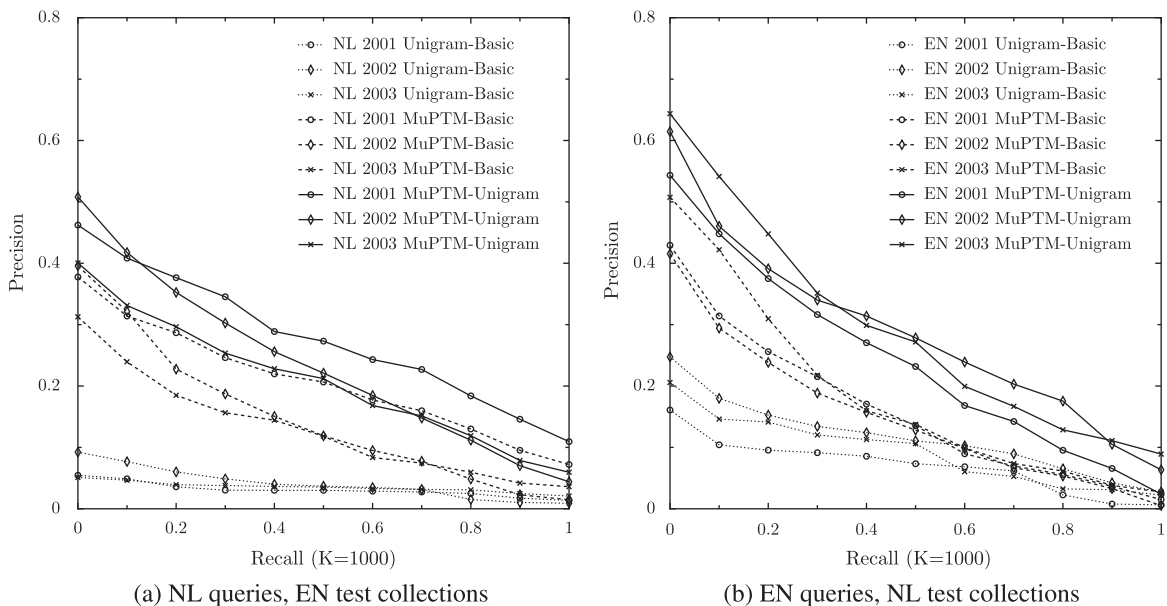 0.8
0.6
0.4
0.2
0
Precision
NL 2001 Unigram-Basic
NL 2002 Unigram-Basic
NL 2003 Unigram-Basic
NL 2001 MuPTM-Basic
NL 2002 MuPTM-Basic
NL 2003 MuPTM-Basic
NL 2001 MuPTM-Unigram
NL 2002 MuPTM-Unigram
NL 2003 MuPTM-Unigram
0 0.2 0.4 0.6 0.8 1
Recall (K=1000)
(a) NL queries, EN test collections
0.8
0.6
0.4
0.2
0
Precision
EN 2001 Unigram-Basic
EN 2002 Unigram-Basic
EN 2003 Unigram-Basic
EN 2001 MuPTM-Basic
EN 2002 MuPTM-Basic
EN 2003 MuPTM-Basic
EN 2001 MuPTM-Unigram
EN 2002 MuPTM-Unigram
EN 2003 MuPTM-Unigram
0 0.2 0.4 0.6 0.8 1
Recall (K=1000)
(b) EN queries, NL test collections